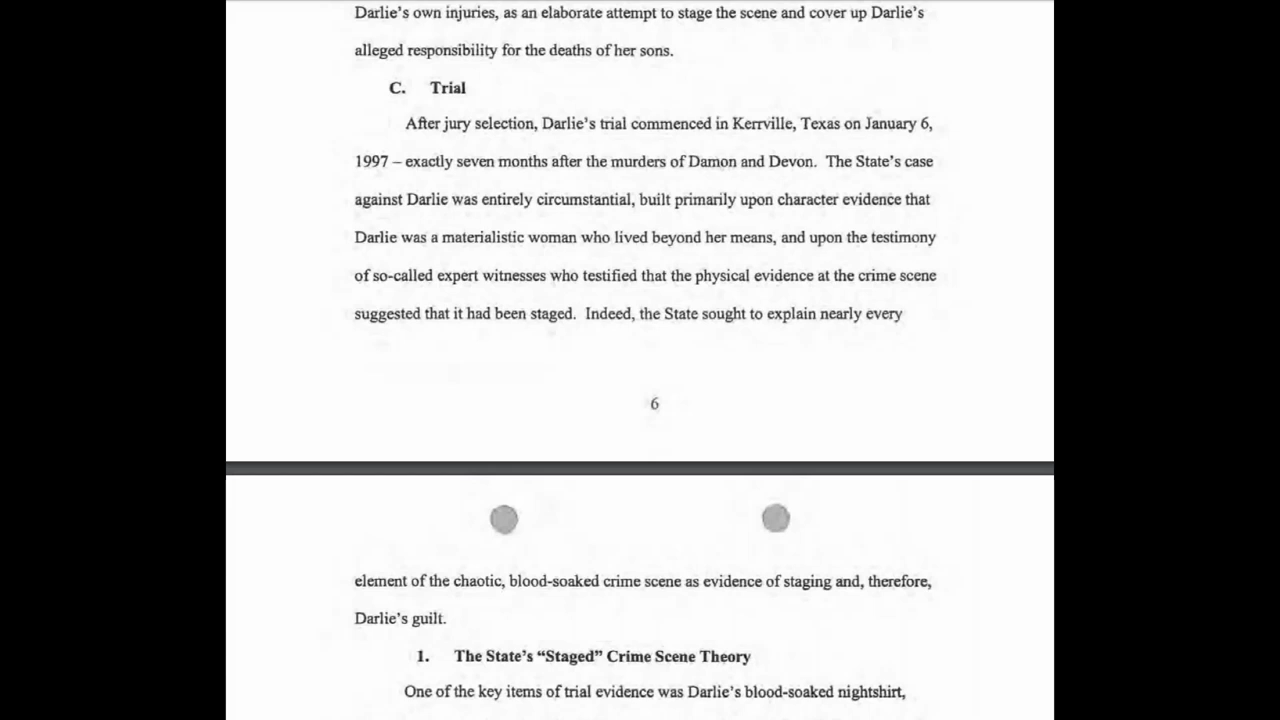 Darlie's own injuries, as an elaborate attempt to stage the scene and cover up Darlie's
alleged responsibility for the deaths of her sons.
C. Trial
After jury selection, Darlie's trial commenced in Kerrville, Texas on January 6,
1997 – exactly seven months after the murders of Damon and Devon. The State's case
against Darlie was entirely circumstantial, built primarily upon character evidence that
Darlie was a materialistic woman who lived beyond her means, and upon the testimony
of so-called expert witnesses who testified that the physical evidence at the crime scene
suggested that it had been staged. Indeed, the State sought to explain nearly every
6
element of the chaotic, blood-soaked crime scene as evidence of staging and, therefore,
Darlie's guilt.
1. The State's “Staged” Crime Scene Theory
One of the key items of trial evidence was Darlie's blood-soaked nightshirt,